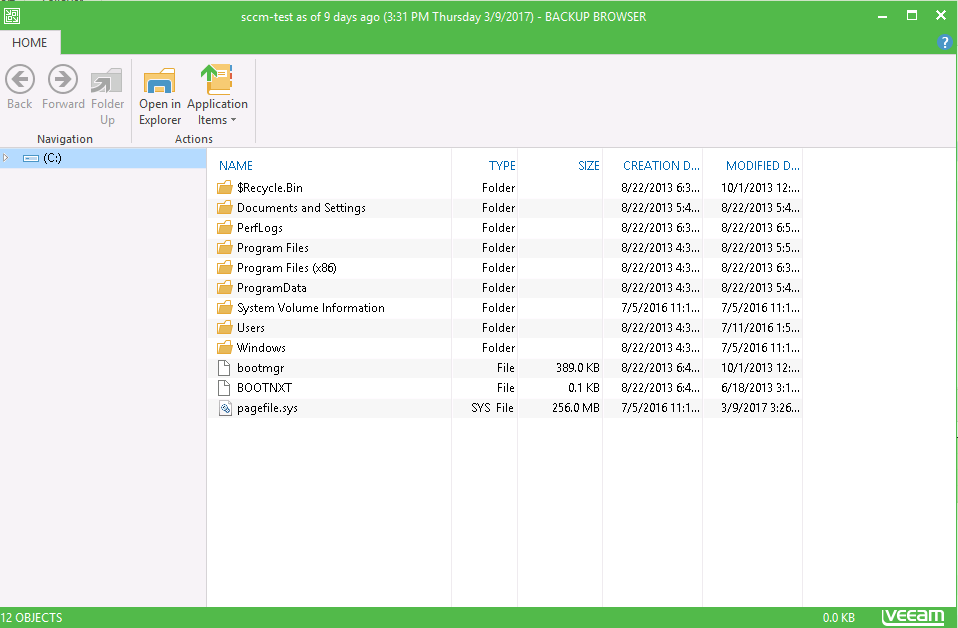 sccm-test as of 9 days ago (3:31 PM Thursday 3/9/2017) - BACKUP BROWSER
HOME
?
Back Forward Folder Up
Open in Explorer Application Items
Navigation Actions
(C:)
NAME TYPE SIZE CREATION D... MODIFIED D...
$Recycle.Bin Folder 8/22/2013 6:3... 10/1/2013 12:...
Documents and Settings Folder 8/22/2013 5:4... 8/22/2013 5:4...
PerfLogs Folder 8/22/2013 6:3... 8/22/2013 6:5...
Program Files Folder 8/22/2013 4:3... 8/22/2013 5:5...
Program Files (x86) Folder 8/22/2013 4:3... 8/22/2013 6:3...
ProgramData Folder 8/22/2013 4:3... 8/22/2013 5:4...
System Volume Information Folder 7/5/2016 11:1... 7/5/2016 11:1...
Users Folder 8/22/2013 4:3... 7/11/2016 1:5...
Windows Folder 8/22/2013 4:3... 7/5/2016 11:1...
bootmgr File 389.0 KB 8/22/2013 6:4... 10/1/2013 12:...
BOOTNXT File 0.1 KB 8/22/2013 6:4... 6/18/2013 3:1...
pagefile.sys SYS File 256.0 MB 7/5/2016 11:1... 3/9/2017 3:26...
12 OBJECTS 0.0 KB veeam